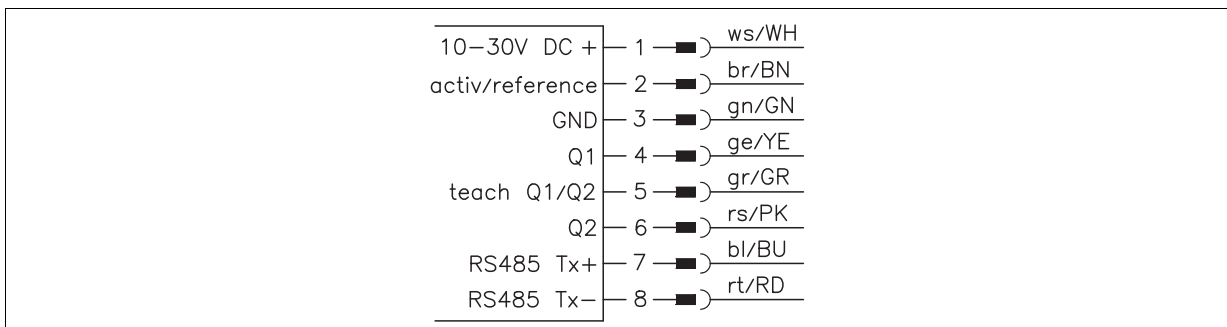 10-30V DC + 1 ws/WH
activ/reference 2 br/BN
GND 3 gn/GN
Q1 4 ge/YE
teach Q1/Q2 5 gr/GR
Q2 6 rs/PK
RS485 Tx+ 7 bl/BU
RS485 Tx- 8 rt/RD